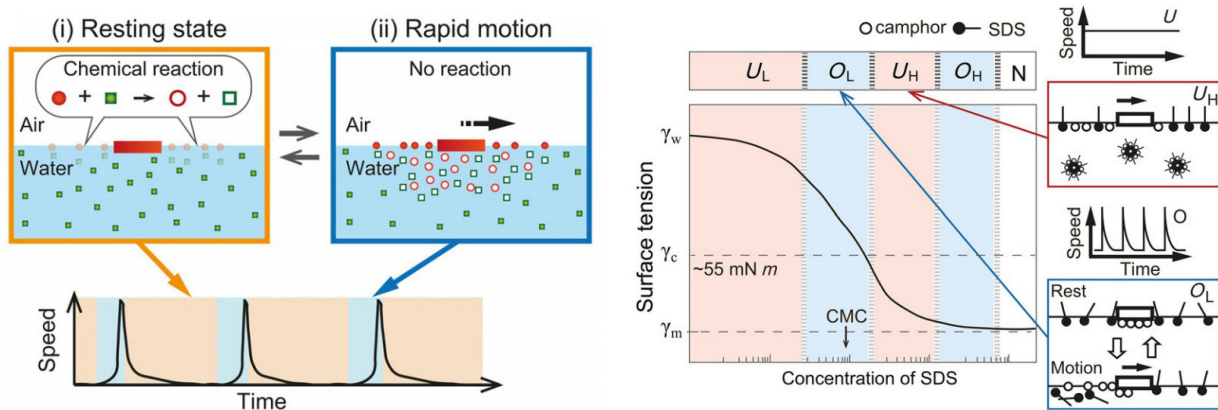 (i) Resting state
(ii) Rapid motion
Chemical reaction
+ → +
Air
Water
No reaction
Air
Water
Speed
Time
U_L O_L U_H O_H N
Surface tension
γ_w
γ_c
~55 mN m
γ_m
CMC
Concentration of SDS
camphor SDS
Speed
U
Time
U_H
Speed
O
Time
Rest
O_L
Motion